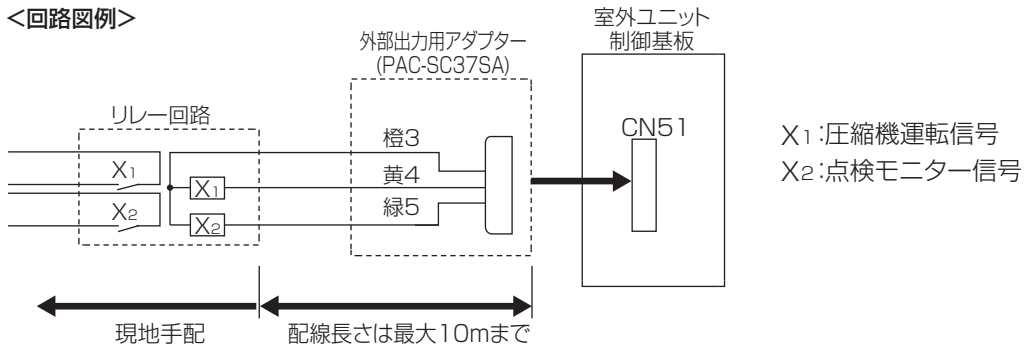 <回路図例>
室外ユニット
制御基板
外部出力用アダプター
(PAC-SC37SA)
リレー回路
CN51
橙3
X1
黄4
X1
X1:圧縮機運転信号
X2:点検モニター信号
緑5
X2
X2
現地手配
配線長さは最大10mまで